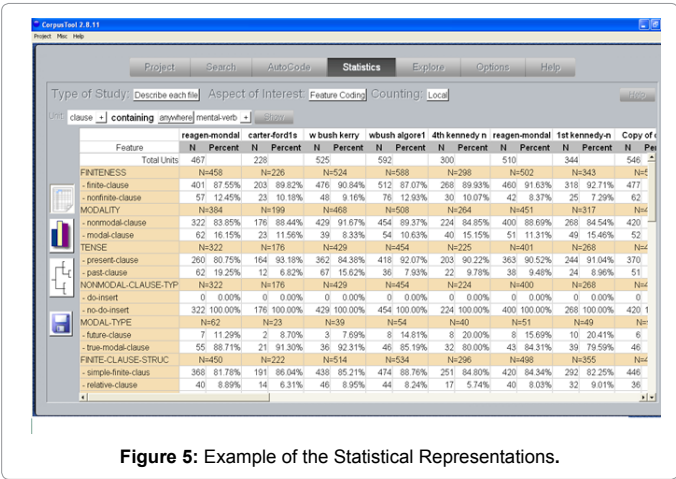 CorpusTool 2.8.11
Project Misc Help
Project Search AutoCode Statistics Explore Options Help
Type of Study: Describe each file Aspect of Interest: Feature Coding Counting: Local Help
Unit: clause + containing anywhere mental-verb + Show
reagen-mondal carter-ford1s w bush kerry wbush algore1 4th kennedy n reagen-mondal 1st kennedy-n Copy of c
Feature N Percent N Percent N Percent N Percent N Percent N Percent N Percent N Per
Total Units 467 228 525 592 300 510 344 546
FINITENESS N=458 N=226 N=524 N=588 N=298 N=502 N=343 N=5
- finite-clause 401 87.55% 203 89.82% 476 90.84% 512 87.07% 268 89.93% 460 91.63% 318 92.71% 477
- nonfinite-clause 57 12.45% 23 10.18% 48 9.16% 76 12.93% 30 10.07% 42 8.37% 25 7.29% 62
MODALITY N=384 N=199 N=468 N=508 N=264 N=451 N=317 N=4
- nonmodal-clause 322 83.85% 176 88.44% 429 91.67% 454 89.37% 224 84.85% 400 88.69% 268 84.54% 420
- modal-clause 62 16.15% 23 11.56% 39 8.33% 54 10.63% 40 15.15% 51 11.31% 49 15.46% 52
TENSE N=322 N=176 N=429 N=454 N=225 N=401 N=268 N=4
- present-clause 260 80.75% 164 93.18% 362 84.38% 418 92.07% 203 90.22% 363 90.52% 244 91.04% 370
- past-clause 62 19.25% 12 6.82% 67 15.62% 36 7.93% 22 9.78% 38 9.48% 24 8.96% 51
NONMODAL-CLAUSE-TYP N=322 N=176 N=429 N=454 N=224 N=400 N=268 N=4
- do-insert 0 0.00% 0 0.00% 0 0.00% 0 0.00% 0 0.00% 0 0.00% 0 0.00% 0
- no-do-insert 322 100.00% 176 100.00% 429 100.00% 454 100.00% 224 100.00% 400 100.00% 268 100.00% 420 1
MODAL-TYPE N=62 N=23 N=39 N=54 N=40 N=51 N=49
- future-clause 7 11.29% 2 8.70% 3 7.69% 8 14.81% 8 20.00% 8 15.69% 10 20.41% 6
- true-modal-clause 55 88.71% 21 91.30% 36 92.31% 46 85.19% 32 80.00% 43 84.31% 39 79.59% 46
FINITE-CLAUSE-STRUC N=450 N=222 N=514 N=534 N=296 N=498 N=355 N=4
- simple-finite-claus 368 81.78% 191 86.04% 438 85.21% 474 88.76% 251 84.80% 420 84.34% 292 82.25% 446
- relative-clause 40 8.89% 14 6.31% 46 8.95% 44 8.24% 17 5.74% 40 8.03% 32 9.01% 36
Figure 5: Example of the Statistical Representations.